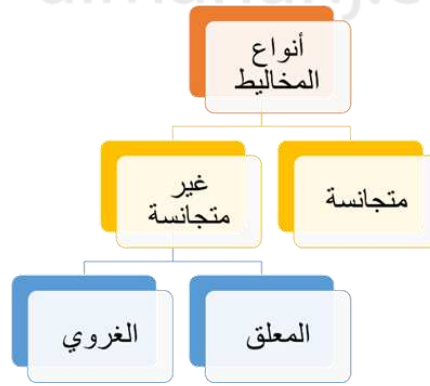 أنواع
المخاليط
متجانسة
غير
متجانسة
المعلق
الغروي